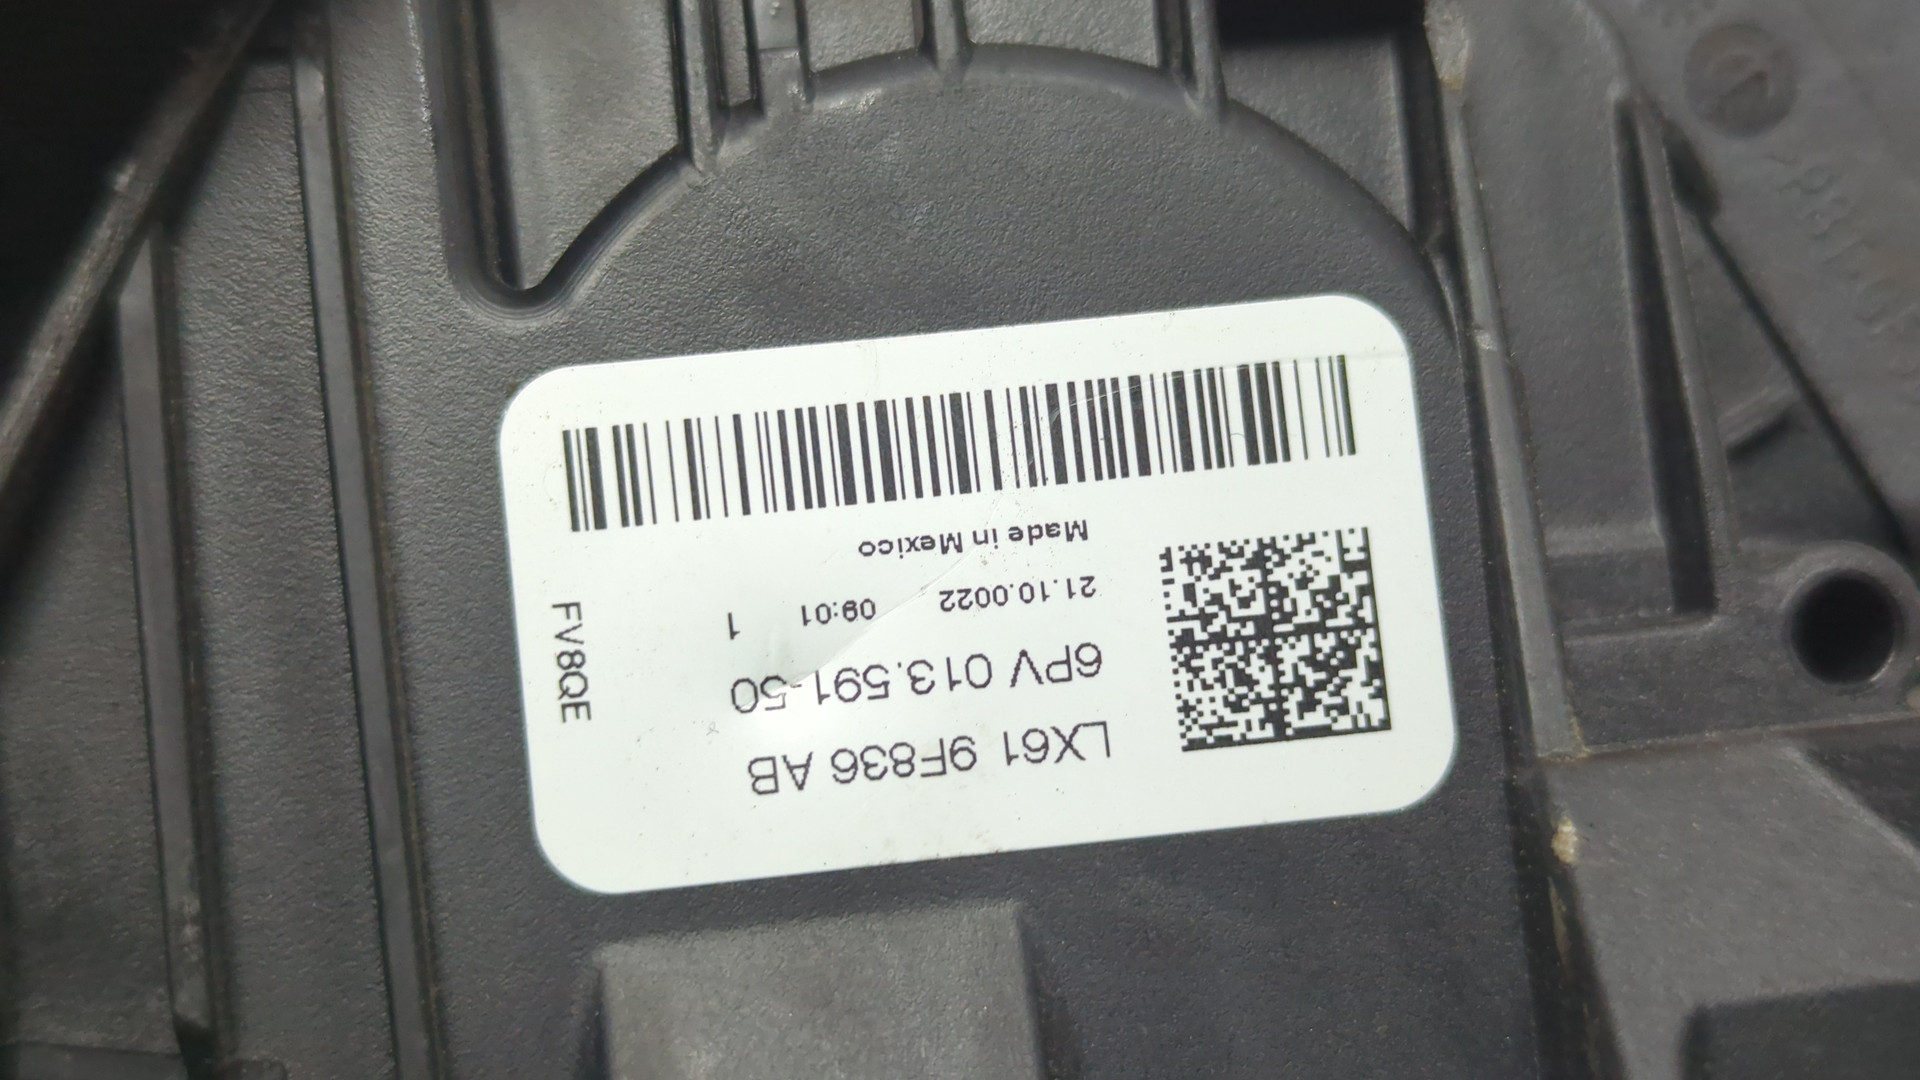 LX61 9F836 AB
6PV 013.591-50
21.10.0022 09:01 1
Made in Mexico
FV8QE